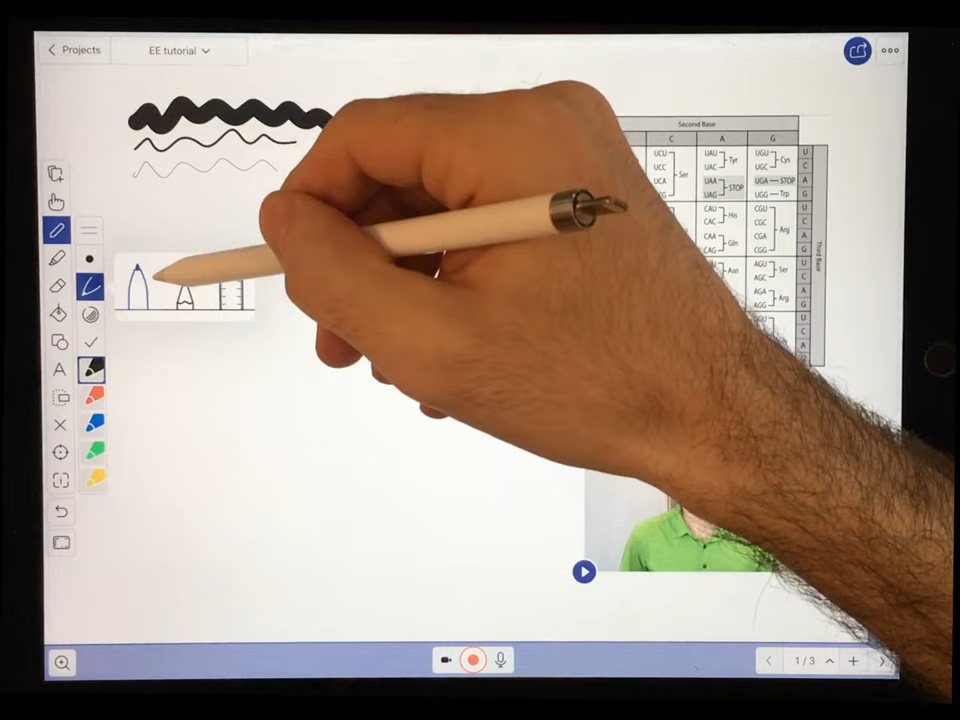 Projects
EE tutorial
Second Base
C A G
UCU UAU UGU U
UCC Ser UAC Tyr UGC Cys C
UCA UAA UGA STOP A
UAG STOP UGG Trp G
CAU CGU U
CAC His CGC C
CAA CGA Arg A
CAG Gln CGG G
Asn AGU U
AGC Ser C
AGA A
AGG Arg G
U
C
A
Third Base
A
1/3